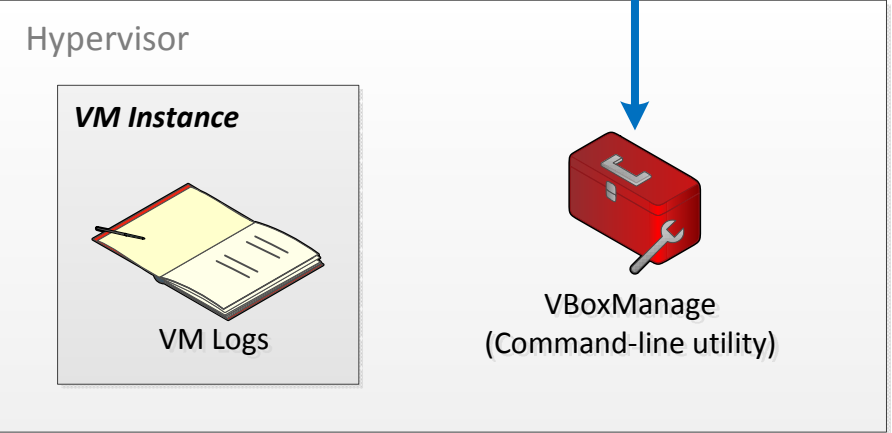 Hypervisor
VM Instance
VM Logs
VBoxManage
(Command-line utility)